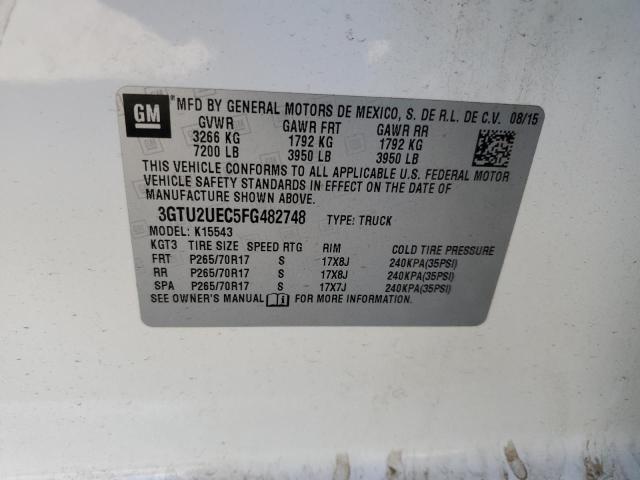 GM ® MFD BY GENERAL MOTORS DE MEXICO, S. DE R.L. DE C.V. 08/15
GVWR GAWR FRT GAWR RR
3266 KG 1792 KG 1792 KG
7200 LB 3950 LB 3950 LB
THIS VEHICLE CONFORMS TO ALL APPLICABLE U.S. FEDERAL MOTOR
VEHICLE SAFETY STANDARDS IN EFFECT ON THE DATE OF
MANUFACTURE SHOWN ABOVE.
3GTU2UEC5FG482748 TYPE: TRUCK
MODEL: K15543
KGT3 TIRE SIZE SPEED RTG RIM COLD TIRE PRESSURE
FRT P265/70R17 S 17X8J 240KPA(35PSI)
RR P265/70R17 S 17X8J 240KPA(35PSI)
SPA P265/70R17 S 17X7J 240KPA(35PSI)
SEE OWNER'S MANUAL FOR MORE INFORMATION.